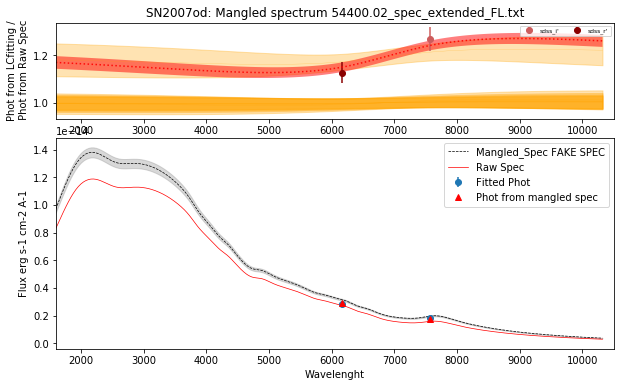 SN2007od: Mangled spectrum 54400.02_spec_extended_FL.txt
Phot from LCfitting /
Phot from Raw Spec
1.2
1.0
sdss_i'
sdss_r'
2000 3000 4000 5000 6000 7000 8000 9000 10000
1e-14
Flux erg s-1 cm-2 A-1
1.4
1.2
1.0
0.8
0.6
0.4
0.2
0.0
Mangled_Spec FAKE SPEC
Raw Spec
Fitted Phot
Phot from mangled spec
2000 3000 4000 5000 6000 7000 8000 9000 10000
Wavelenght